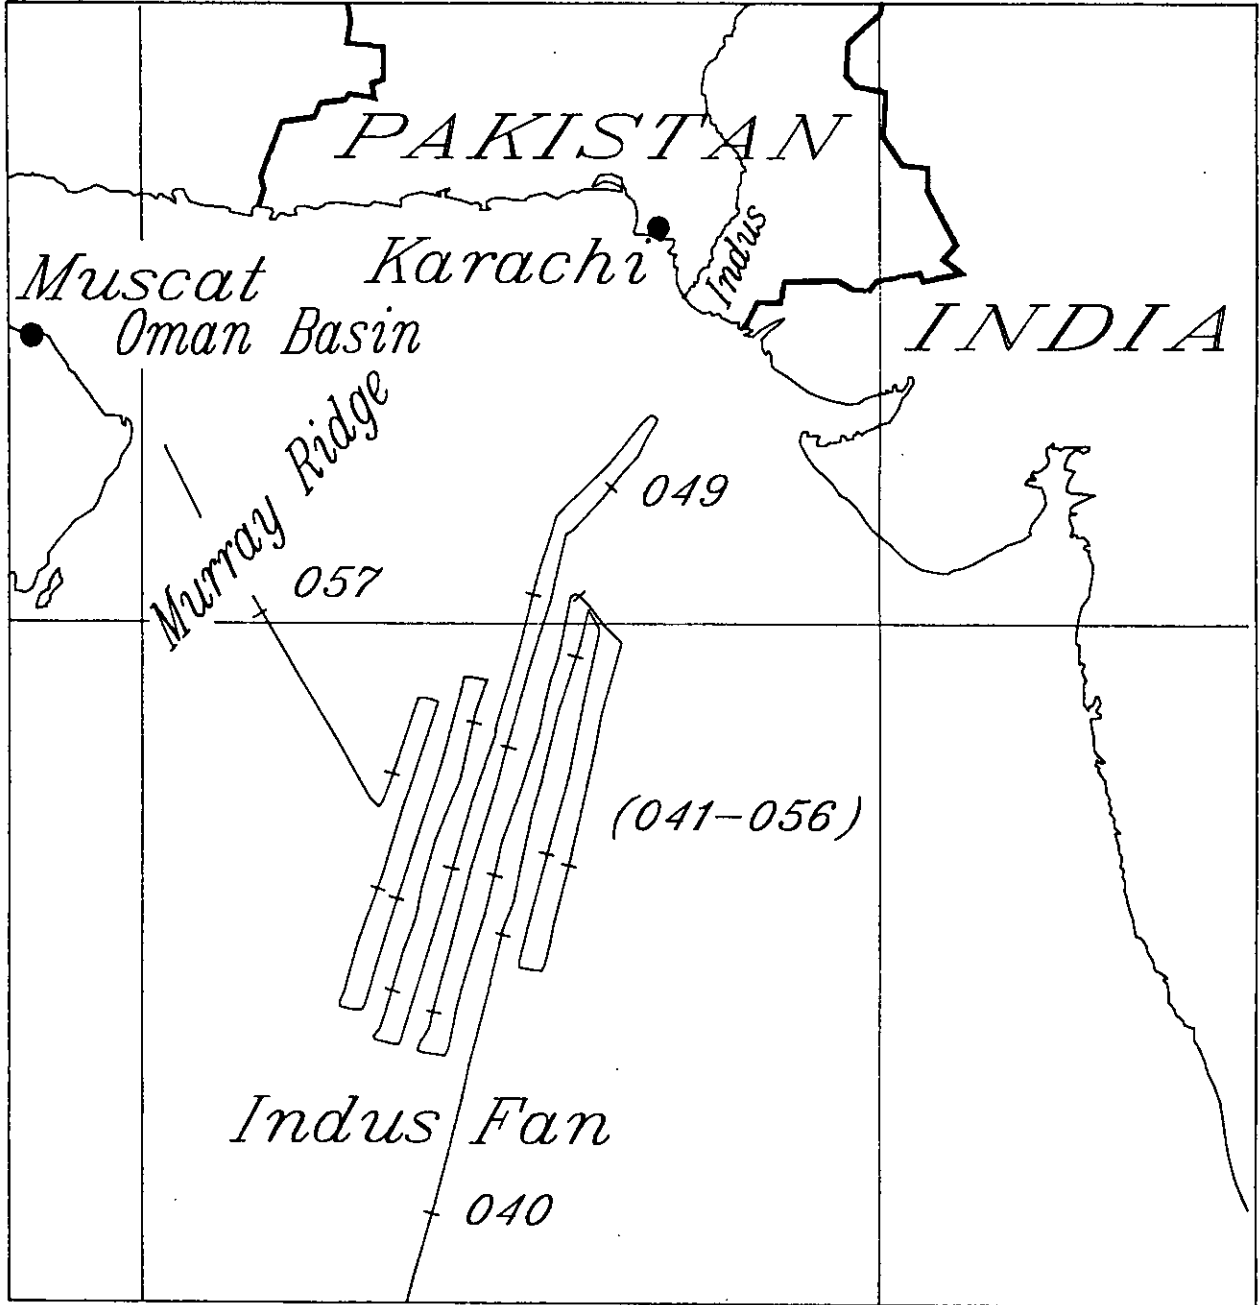 PAKISTAN
Indus
Karachi
Muscat
Oman Basin
INDIA
Murray Ridge
049
057
(041-056)
Indus Fan
040